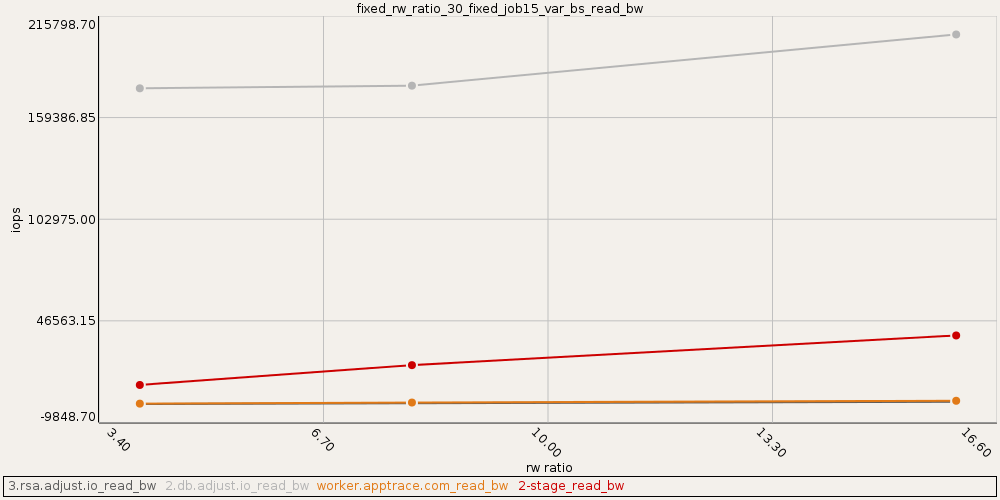 fixed_rw_ratio_30_fixed_job15_var_bs_read_bw
215798.70
159386.85
102975.00
46563.15
-9848.70
iops
3.40
6.70
10.00
13.30
16.60
rw ratio
3.rsa.adjust.io_read_bw 2.db.adjust.io_read_bw worker.apptrace.com_read_bw 2-stage_read_bw